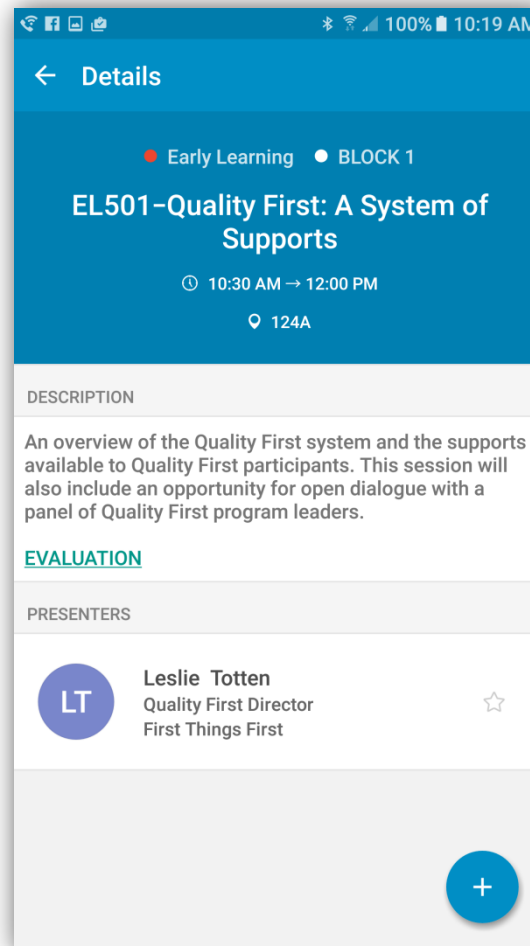 100% 10:19 AM
Details
Early Learning BLOCK 1
EL501–Quality First: A System of
Supports
10:30 AM → 12:00 PM
124A
DESCRIPTION
An overview of the Quality First system and the supports
available to Quality First participants. This session will
also include an opportunity for open dialogue with a
panel of Quality First program leaders.
EVALUATION
PRESENTERS
LT
Leslie Totten
Quality First Director
First Things First
+